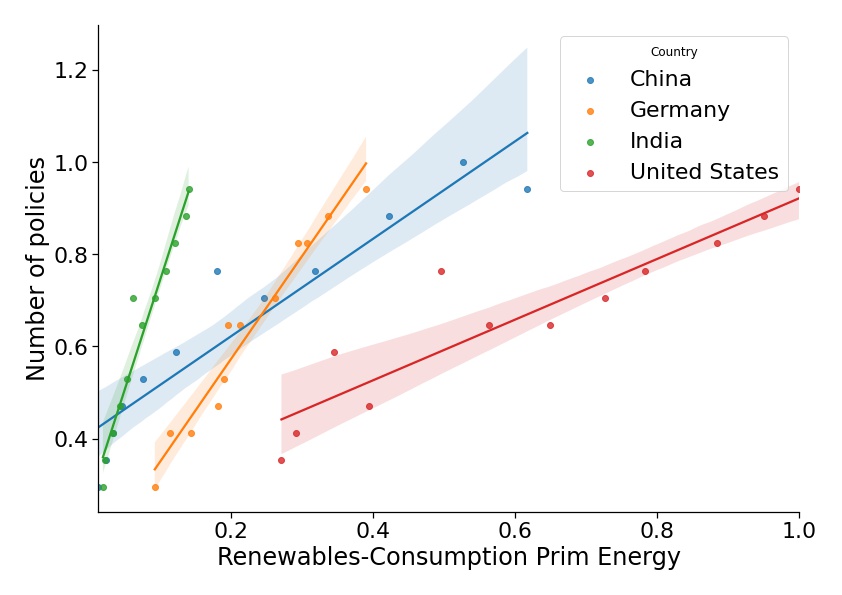 Country
China
Germany
India
United States
1.2
1.0
0.8
0.6
0.4
Number of policies
0.2
0.4
0.6
0.8
1.0
Renewables-Consumption Prim Energy